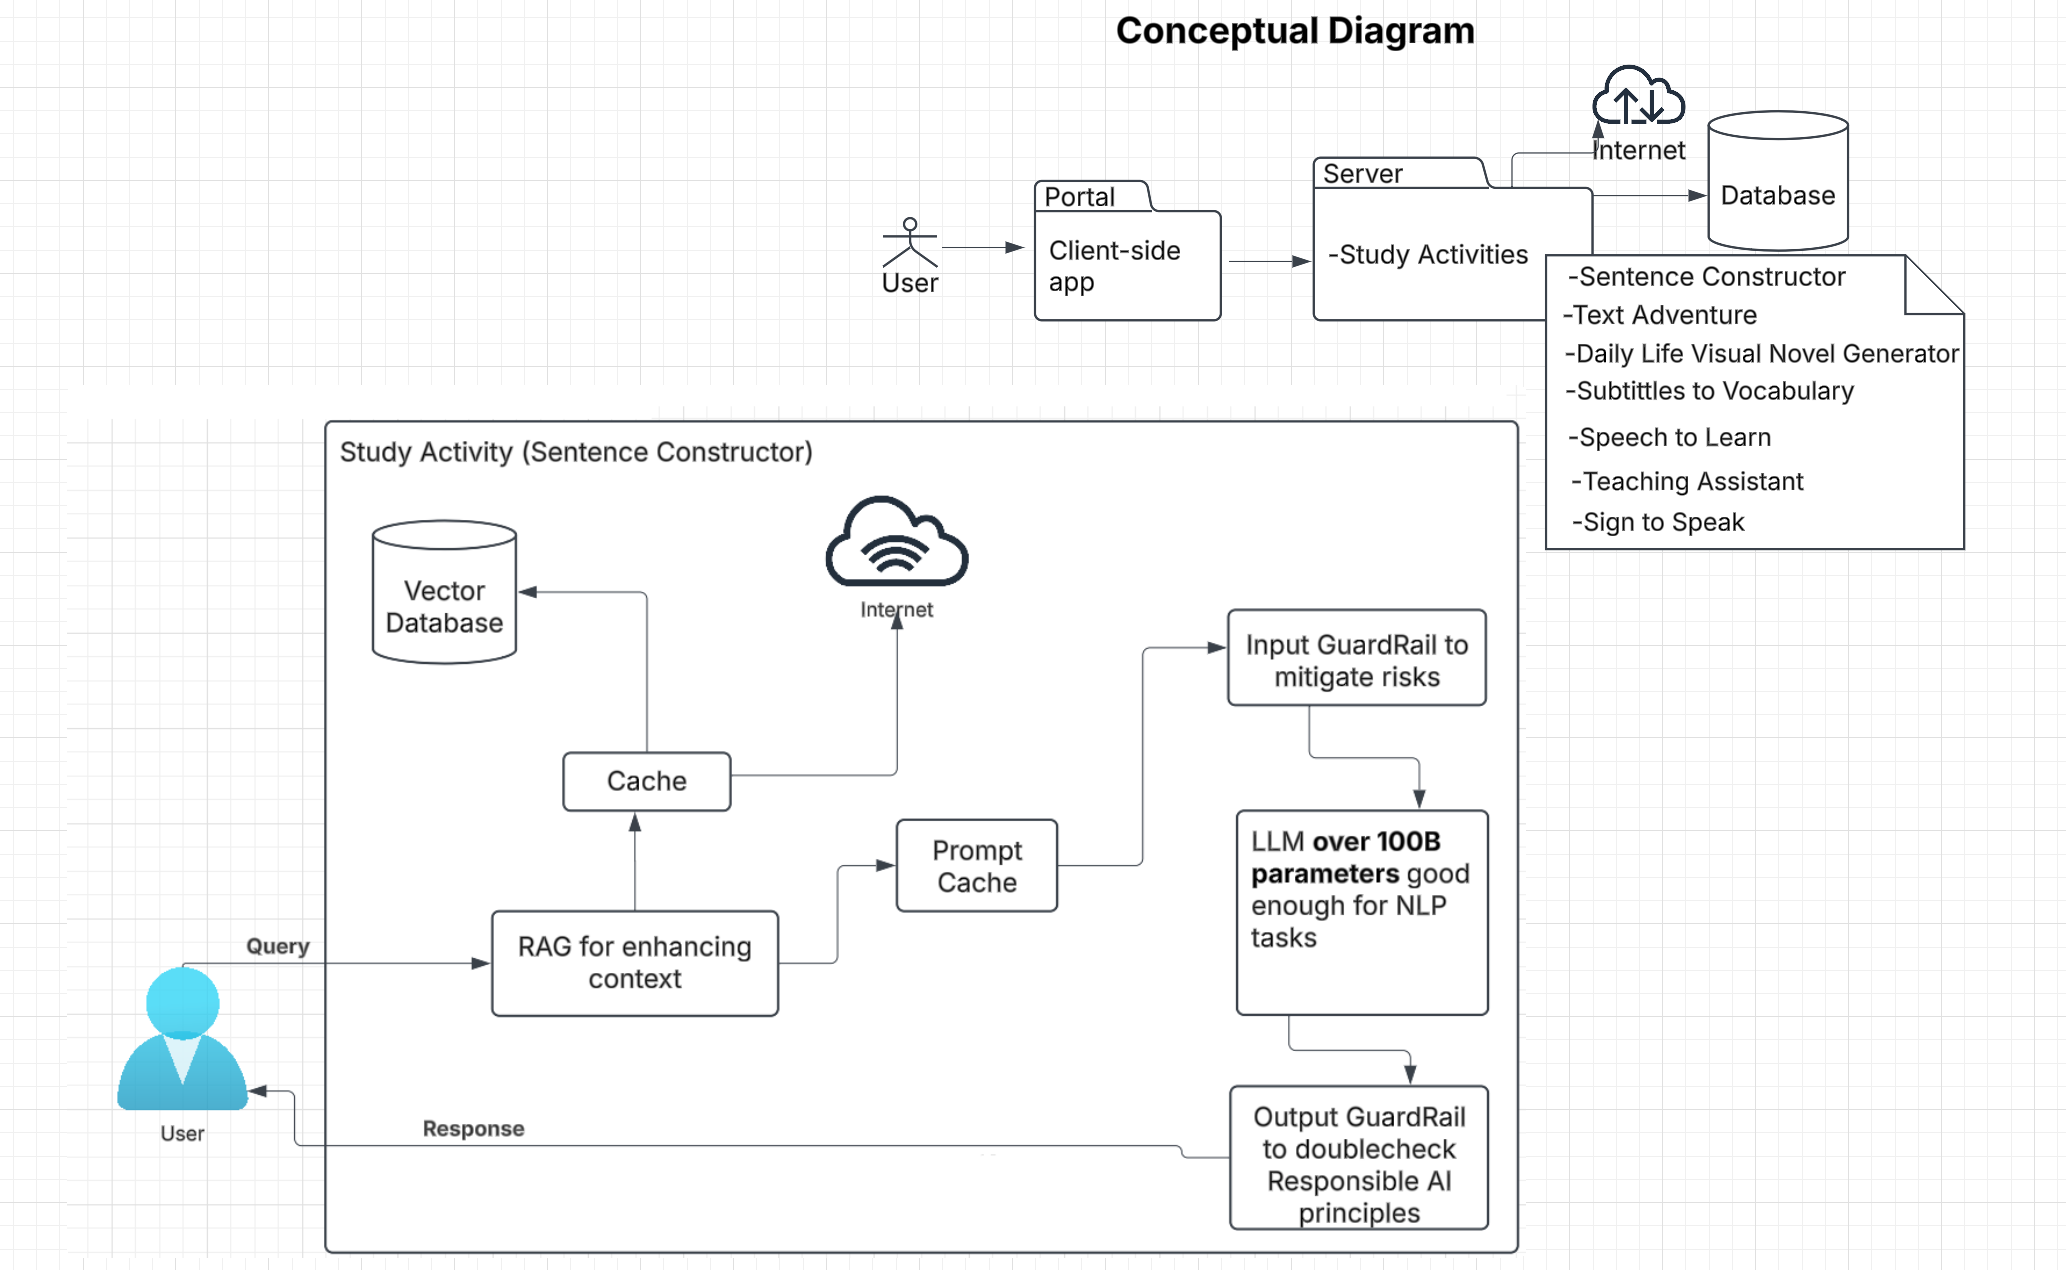 Conceptual Diagram
Internet
Database
Server
-Study Activities
Portal
Client-side
app
User
-Sentence Constructor
-Text Adventure
-Daily Life Visual Novel Generator
-Subtittles to Vocabulary
-Speech to Learn
-Teaching Assistant
-Sign to Speak
Study Activity (Sentence Constructor)
Vector
Database
Internet
Input GuardRail to
mitigate risks
Cache
Prompt
Cache
LLM over 100B
parameters good
enough for NLP
tasks
Query
RAG for enhancing
context
User
Response
Output GuardRail
to doublecheck
Responsible AI
principles